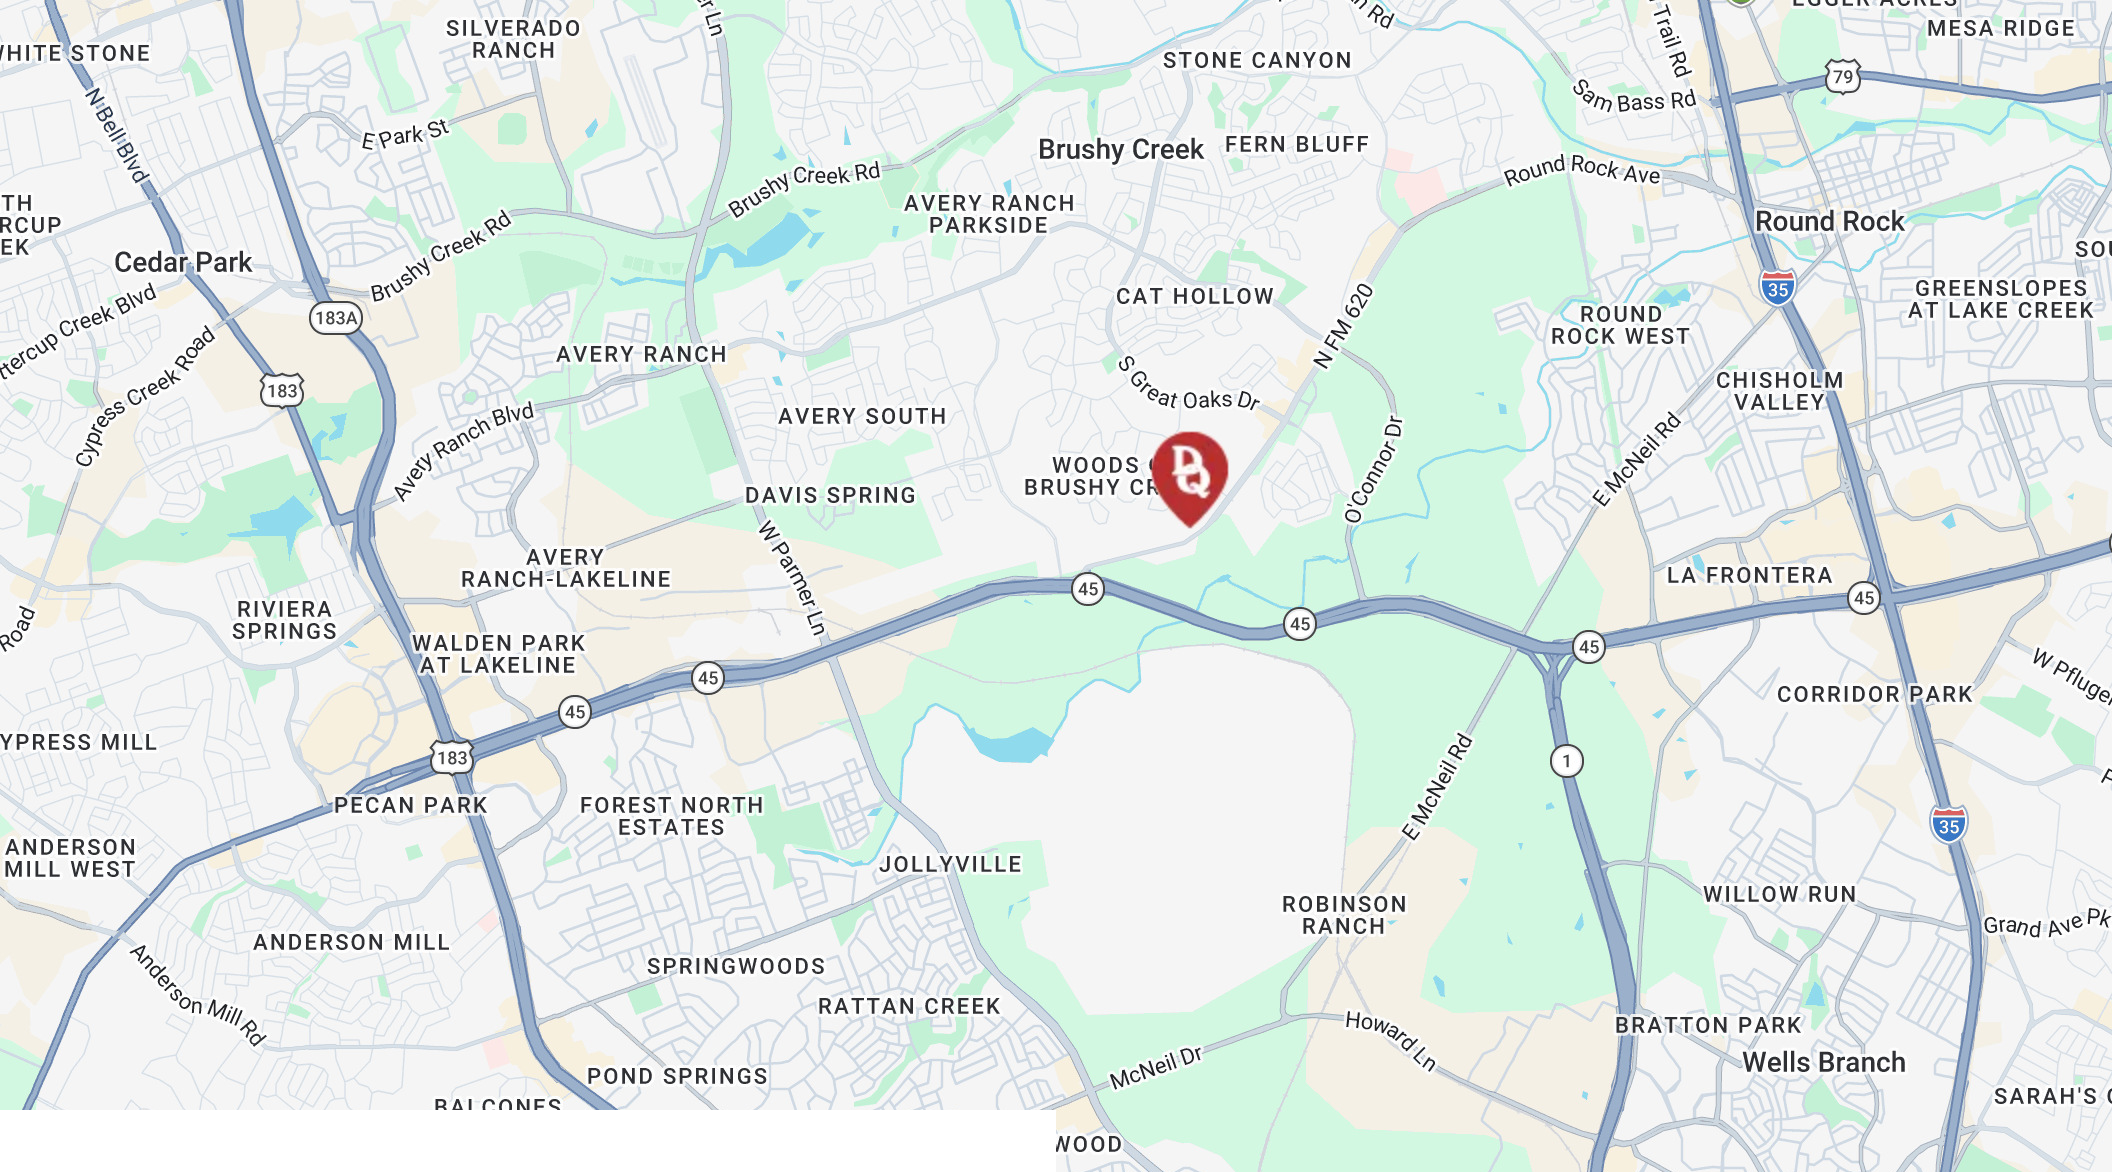 SILVERADO
RANCH
EGGER ACRES
MESA RIDGE
WHITE STONE
STONE CANYON
Trail Rd
79
N Bell Blvd
E Park St
Sam Bass Rd
Brushy Creek
FERN BLUFF
Brushy Creek Rd
Round Rock Ave
AVERY RANCH
PARKSIDE
Round Rock
Cedar Park
Brushy Creek Rd
35
183A
CAT HOLLOW
GREENSLOPES
AT LAKE CREEK
ROUND
ROCK WEST
N FM 620
ttercup Creek Blvd
Cypress Creek Road
AVERY RANCH
183
S Great Oaks Dr
CHISHOLM
VALLEY
Avery Ranch Blvd
AVERY SOUTH
WOODS
BRUSHY CR
DQ
O'Connor Dr
E McNeil Rd
DAVIS SPRING
W Parmer Ln
AVERY
RANCH-LAKELINE
45
45
45
45
LA FRONTERA
RIVIERA
SPRINGS
Road
WALDEN PARK
AT LAKELINE
45
45
W Pfluger
CORRIDOR PARK
YPRESS MILL
183
1
PECAN PARK
FOREST NORTH
ESTATES
E McNeil Rd
35
ANDERSON
MILL WEST
JOLLYVILLE
WILLOW RUN
ROBINSON
RANCH
Grand Ave Pk
ANDERSON MILL
Anderson Mill Rd
SPRINGWOODS
RATTAN CREEK
Howard Ln
BRATTON PARK
McNeil Dr
Wells Branch
POND SPRINGS
SARAH'S
BALCONES
WOOD